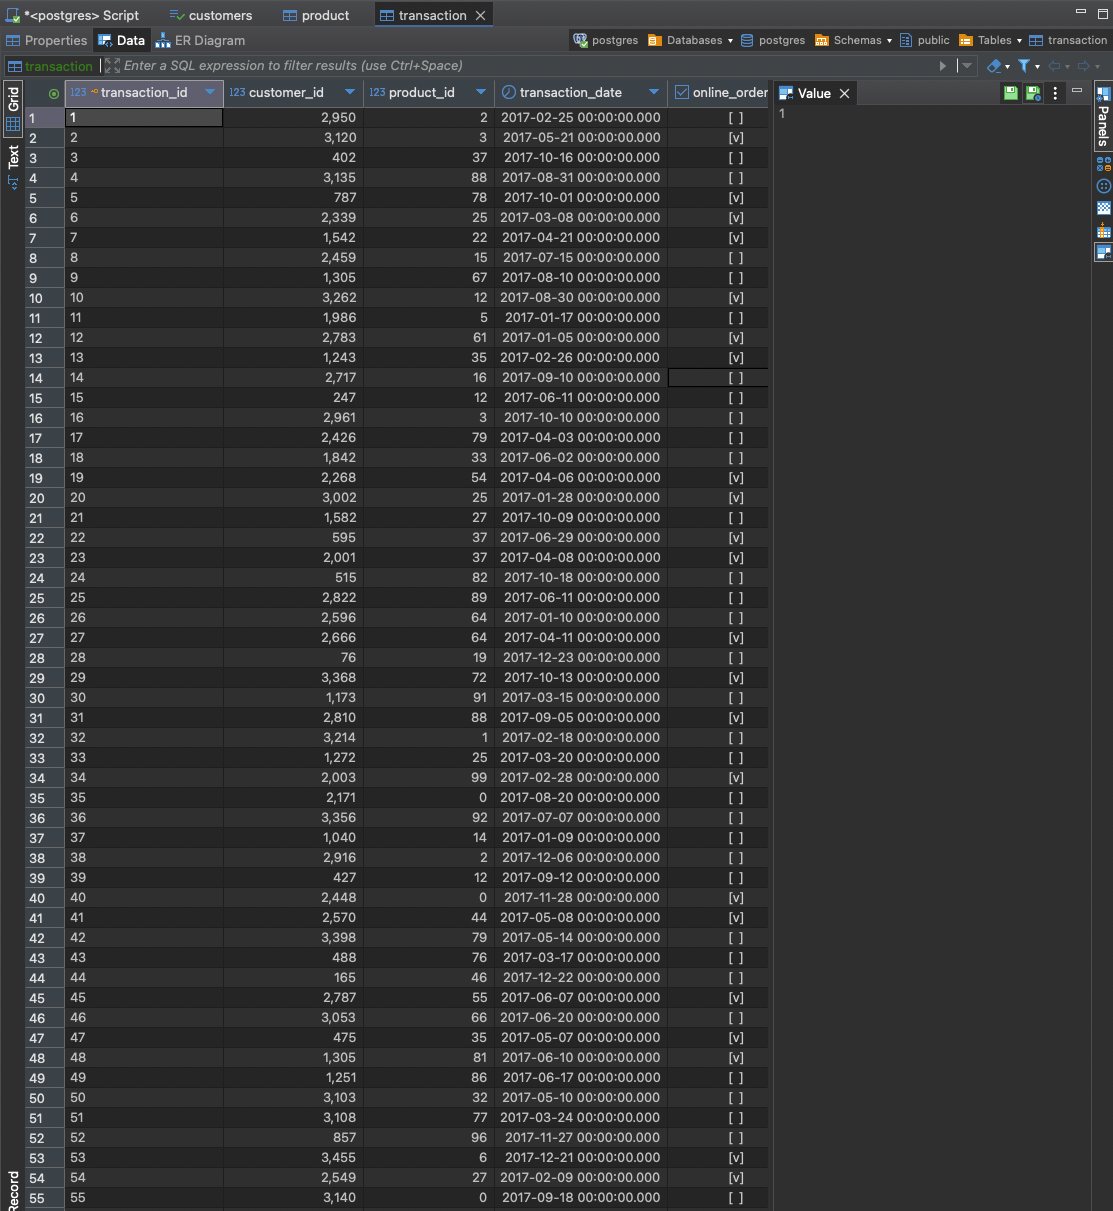 *<postgres> Script customers product transaction
Properties Data ER Diagram postgres Databases postgres Schemas public Tables transaction
transaction Enter a SQL expression to filter results (use Ctrl+Space)
Grid
Text
Record
123 transaction_id 123 customer_id 123 product_id transaction_date online_order
1 1 2,950 2 2017-02-25 00:00:00.000 [ ]
2 2 3,120 3 2017-05-21 00:00:00.000 [v]
3 3 402 37 2017-10-16 00:00:00.000 [ ]
4 4 3,135 88 2017-08-31 00:00:00.000 [ ]
5 5 787 78 2017-10-01 00:00:00.000 [v]
6 6 2,339 25 2017-03-08 00:00:00.000 [v]
7 7 1,542 22 2017-04-21 00:00:00.000 [v]
8 8 2,459 15 2017-07-15 00:00:00.000 [ ]
9 9 1,305 67 2017-08-10 00:00:00.000 [ ]
10 10 3,262 12 2017-08-30 00:00:00.000 [v]
11 11 1,986 5 2017-01-17 00:00:00.000 [ ]
12 12 2,783 61 2017-01-05 00:00:00.000 [v]
13 13 1,243 35 2017-02-26 00:00:00.000 [v]
14 14 2,717 16 2017-09-10 00:00:00.000 [ ]
15 15 247 12 2017-06-11 00:00:00.000 [ ]
16 16 2,961 3 2017-10-10 00:00:00.000 [ ]
17 17 2,426 79 2017-04-03 00:00:00.000 [ ]
18 18 1,842 33 2017-06-02 00:00:00.000 [ ]
19 19 2,268 54 2017-04-06 00:00:00.000 [v]
20 20 3,002 25 2017-01-28 00:00:00.000 [v]
21 21 1,582 27 2017-10-09 00:00:00.000 [ ]
22 22 595 37 2017-06-29 00:00:00.000 [v]
23 23 2,001 37 2017-04-08 00:00:00.000 [v]
24 24 515 82 2017-10-18 00:00:00.000 [ ]
25 25 2,822 89 2017-06-11 00:00:00.000 [ ]
26 26 2,596 64 2017-01-10 00:00:00.000 [ ]
27 27 2,666 64 2017-04-11 00:00:00.000 [v]
28 28 76 19 2017-12-23 00:00:00.000 [ ]
29 29 3,368 72 2017-10-13 00:00:00.000 [v]
30 30 1,173 91 2017-03-15 00:00:00.000 [ ]
31 31 2,810 88 2017-09-05 00:00:00.000 [v]
32 32 3,214 1 2017-02-18 00:00:00.000 [ ]
33 33 1,272 25 2017-03-20 00:00:00.000 [ ]
34 34 2,003 99 2017-02-28 00:00:00.000 [v]
35 35 2,171 0 2017-08-20 00:00:00.000 [ ]
36 36 3,356 92 2017-07-07 00:00:00.000 [ ]
37 37 1,040 14 2017-01-09 00:00:00.000 [ ]
38 38 2,916 2 2017-12-06 00:00:00.000 [ ]
39 39 427 12 2017-09-12 00:00:00.000 [ ]
40 40 2,448 0 2017-11-28 00:00:00.000 [v]
41 41 2,570 44 2017-05-08 00:00:00.000 [v]
42 42 3,398 79 2017-05-14 00:00:00.000 [ ]
43 43 488 76 2017-03-17 00:00:00.000 [ ]
44 44 165 46 2017-12-22 00:00:00.000 [ ]
45 45 2,787 55 2017-06-07 00:00:00.000 [v]
46 46 3,053 66 2017-06-20 00:00:00.000 [ ]
47 47 475 35 2017-05-07 00:00:00.000 [v]
48 48 1,305 81 2017-06-10 00:00:00.000 [v]
49 49 1,251 86 2017-06-17 00:00:00.000 [ ]
50 50 3,103 32 2017-05-10 00:00:00.000 [ ]
51 51 3,108 77 2017-03-24 00:00:00.000 [ ]
52 52 857 96 2017-11-27 00:00:00.000 [ ]
53 53 3,455 6 2017-12-21 00:00:00.000 [v]
54 54 2,549 27 2017-02-09 00:00:00.000 [v]
55 55 3,140 0 2017-09-18 00:00:00.000 [ ]
Value
1
Panels